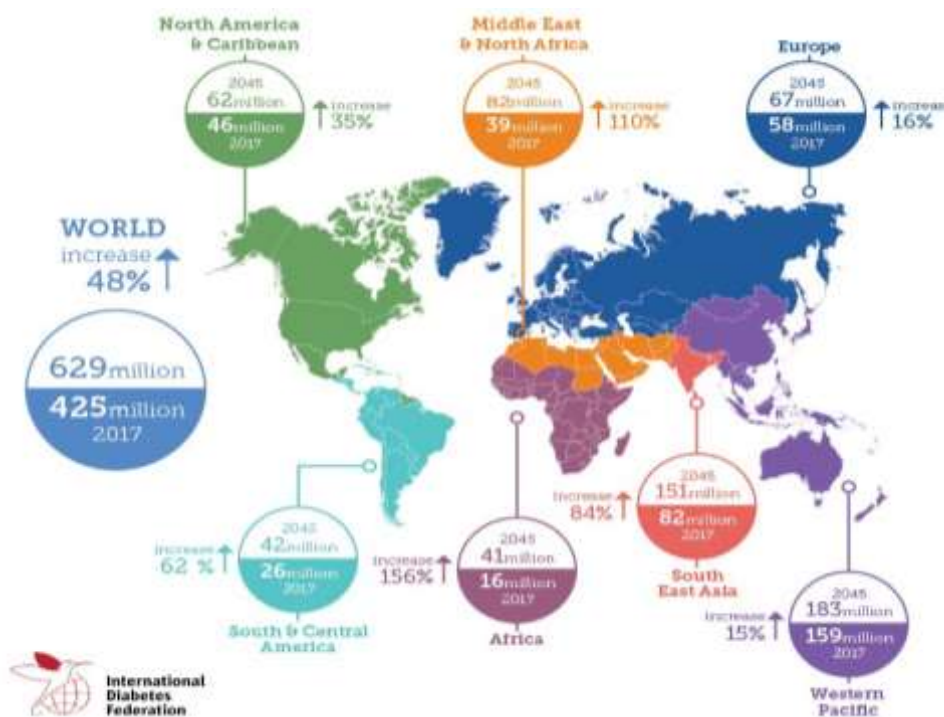 North America
& Caribbean
2045
62million
46million
2017
increase
35%
Middle East
& North Africa
2045
82million
39million
2017
increase
110%
Europe
2045
67million
58million
2017
increase
16%
WORLD
increase
48%
629million
425million
2017
2045
42million
26million
2017
increase
62 %
South & Central
America
2045
41million
16million
2017
increase
156%
Africa
2045
151million
82million
2017
increase
84%
South
East Asia
2045
183million
159million
2017
increase
15%
Western
Pacific
International
Diabetes
Federation